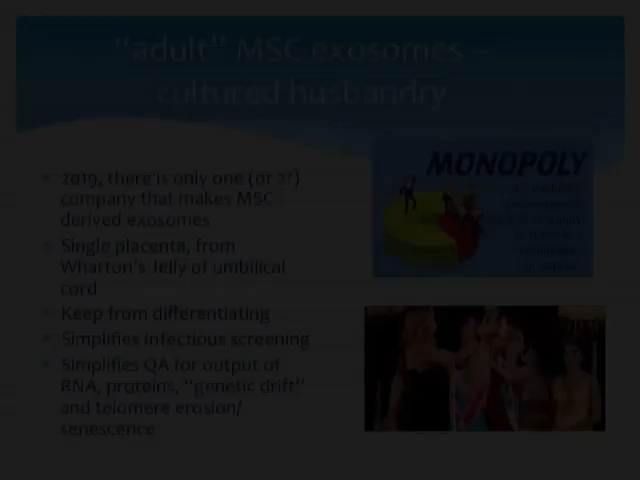 “adult” MSC exosomes –
cultured husbandry
2019, there is only one (or 2?)
company that makes MSC
derived exosomes
Single placenta, from
Wharton’s Jelly of umbilical
cord
Keep from differentiating
Simplifies infectious screening
Simplifies QA for output of
RNA, proteins, “genetic drift”
and telomere erosion/
senescence
MONOPOLY